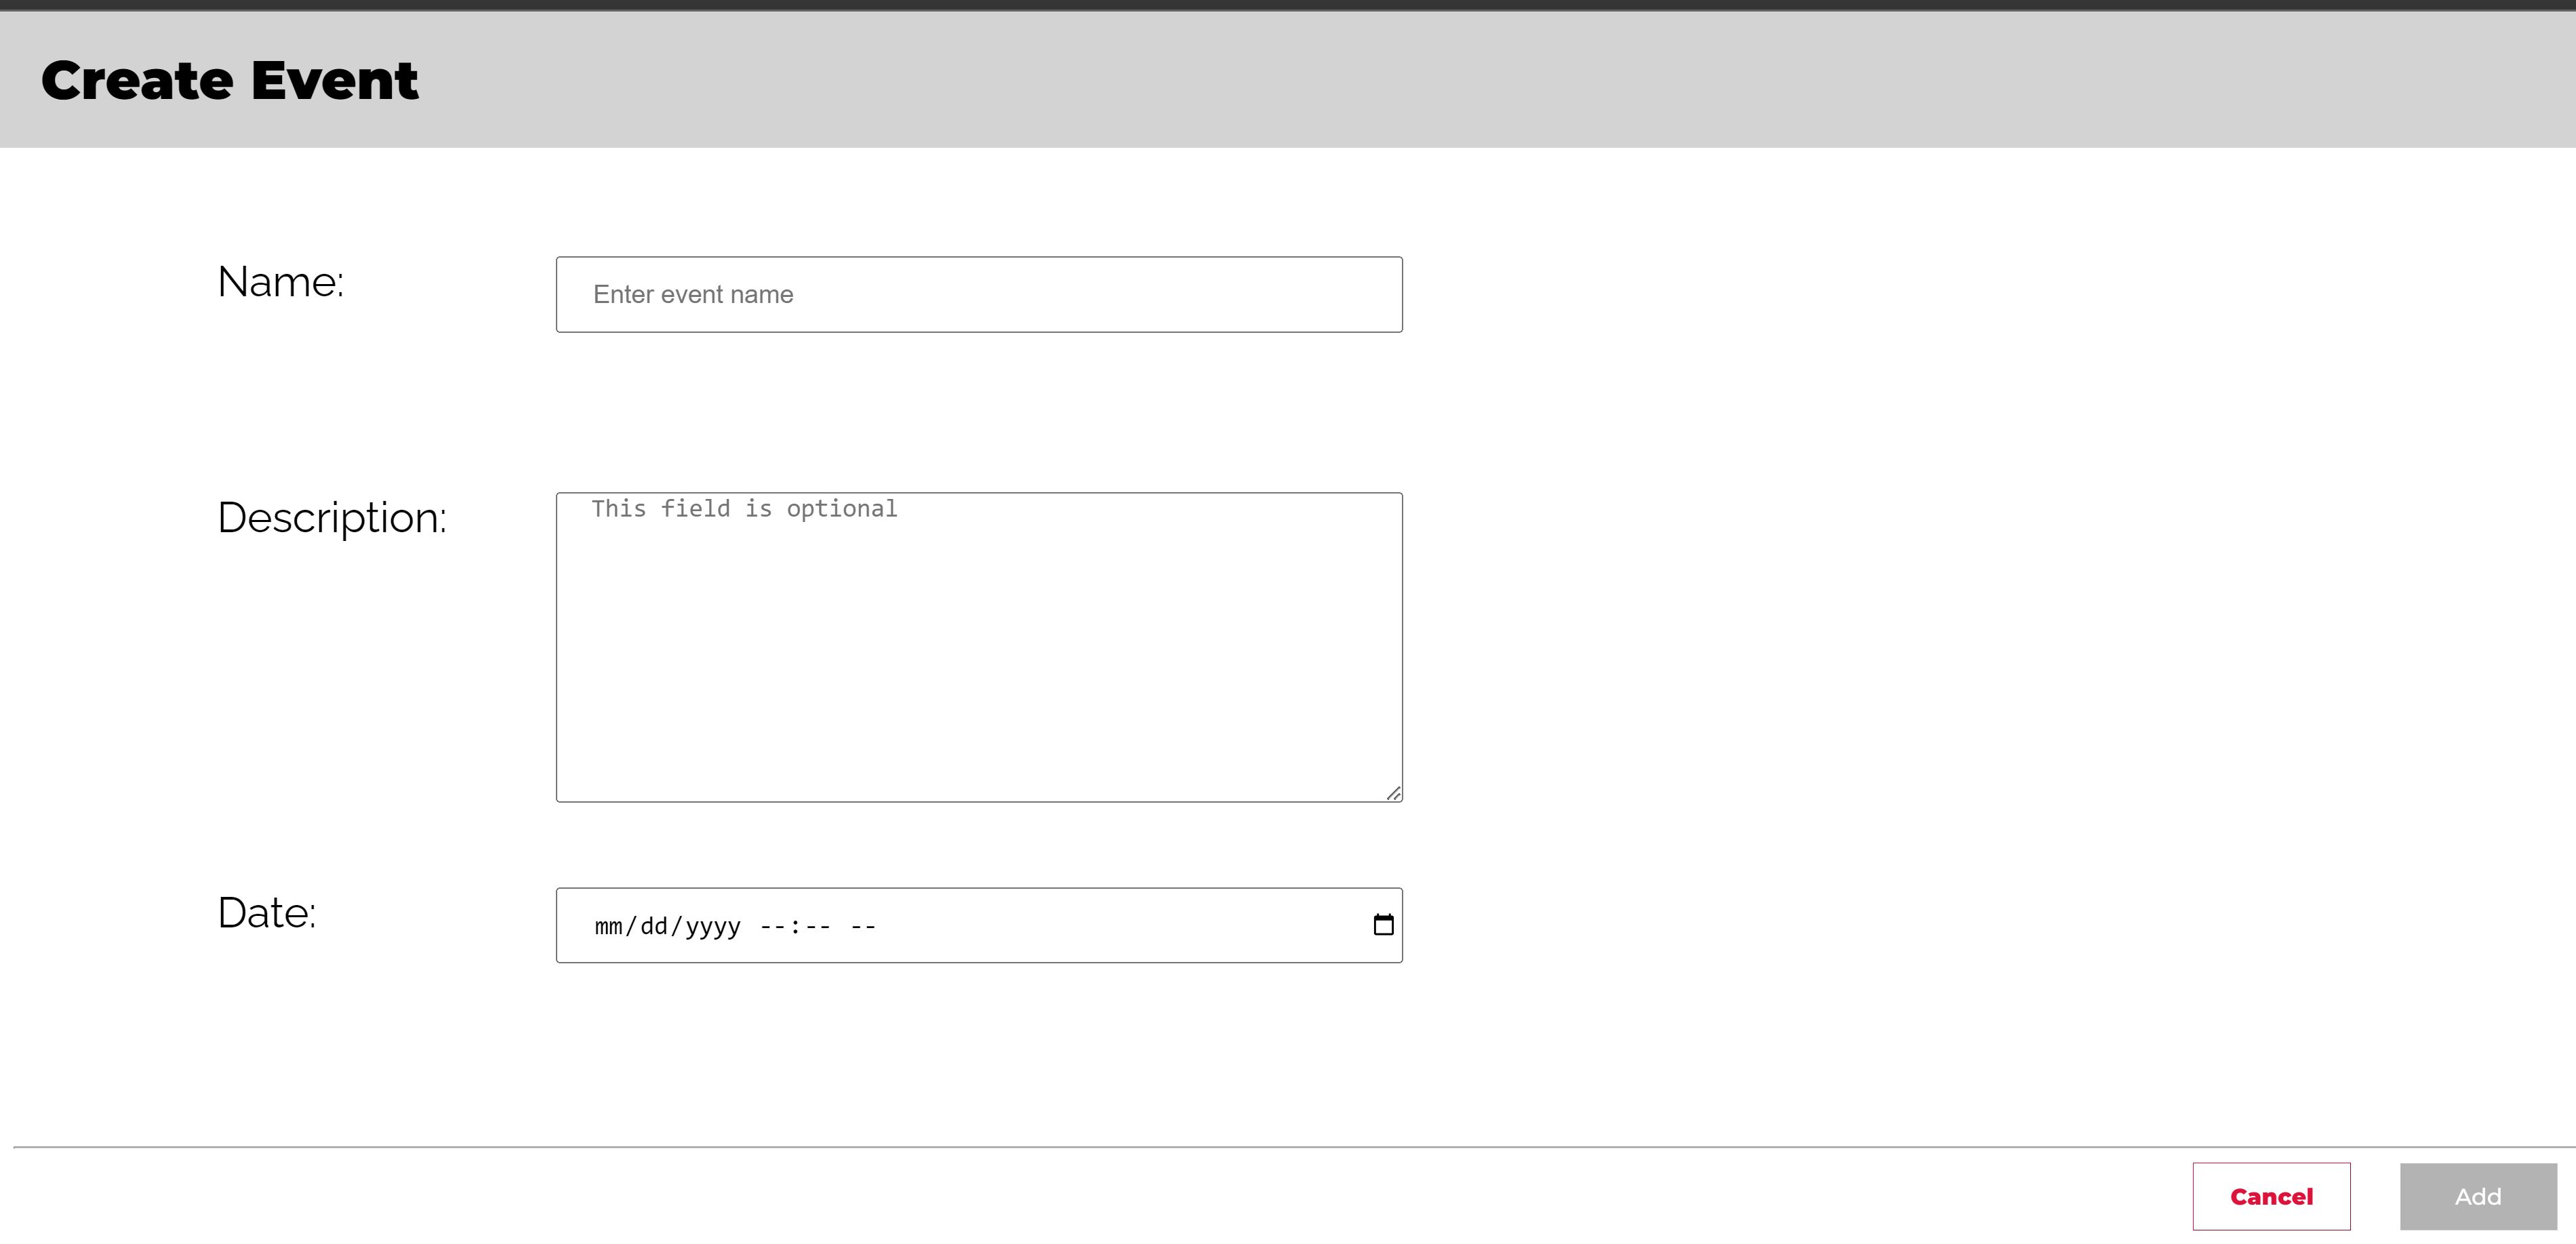 Create Event
Name:
Enter event name
Description:
This field is optional
Date:
mm/dd/yyyy --:-- --
Cancel
Add